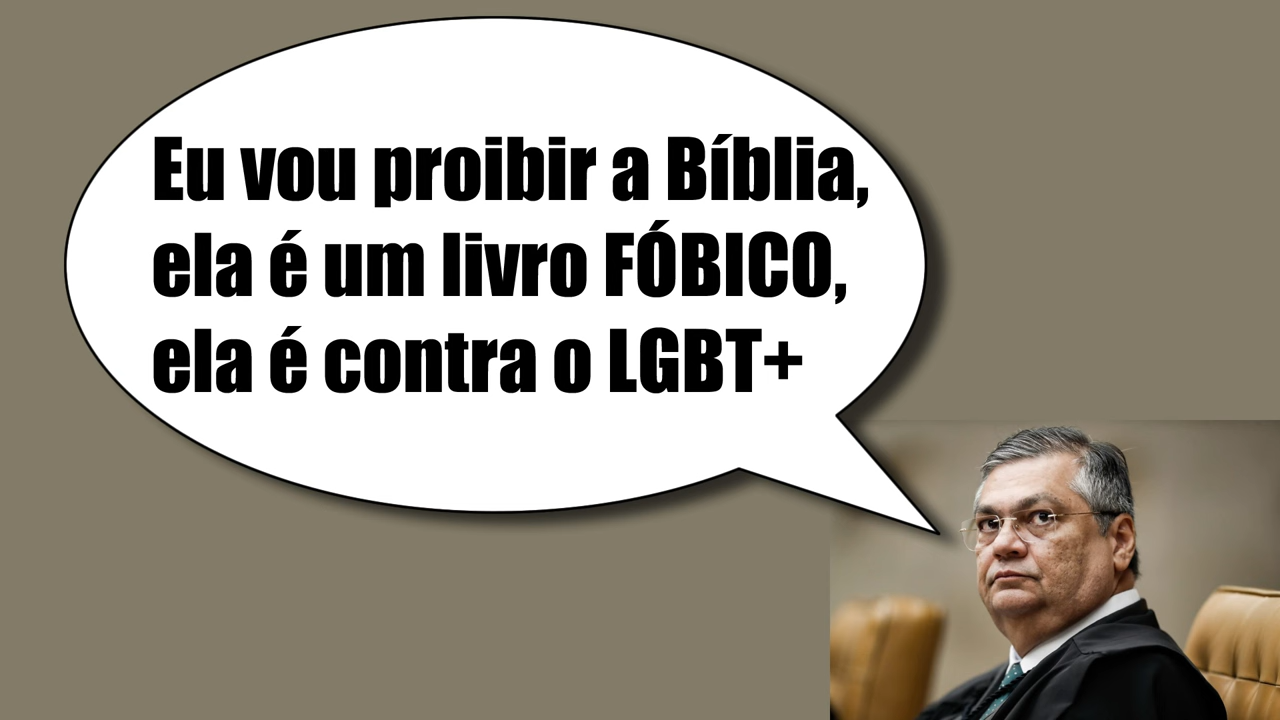 Eu vou proibir a Bíblia,
ela é um livro FÓBICO,
ela é contra o LGBT+